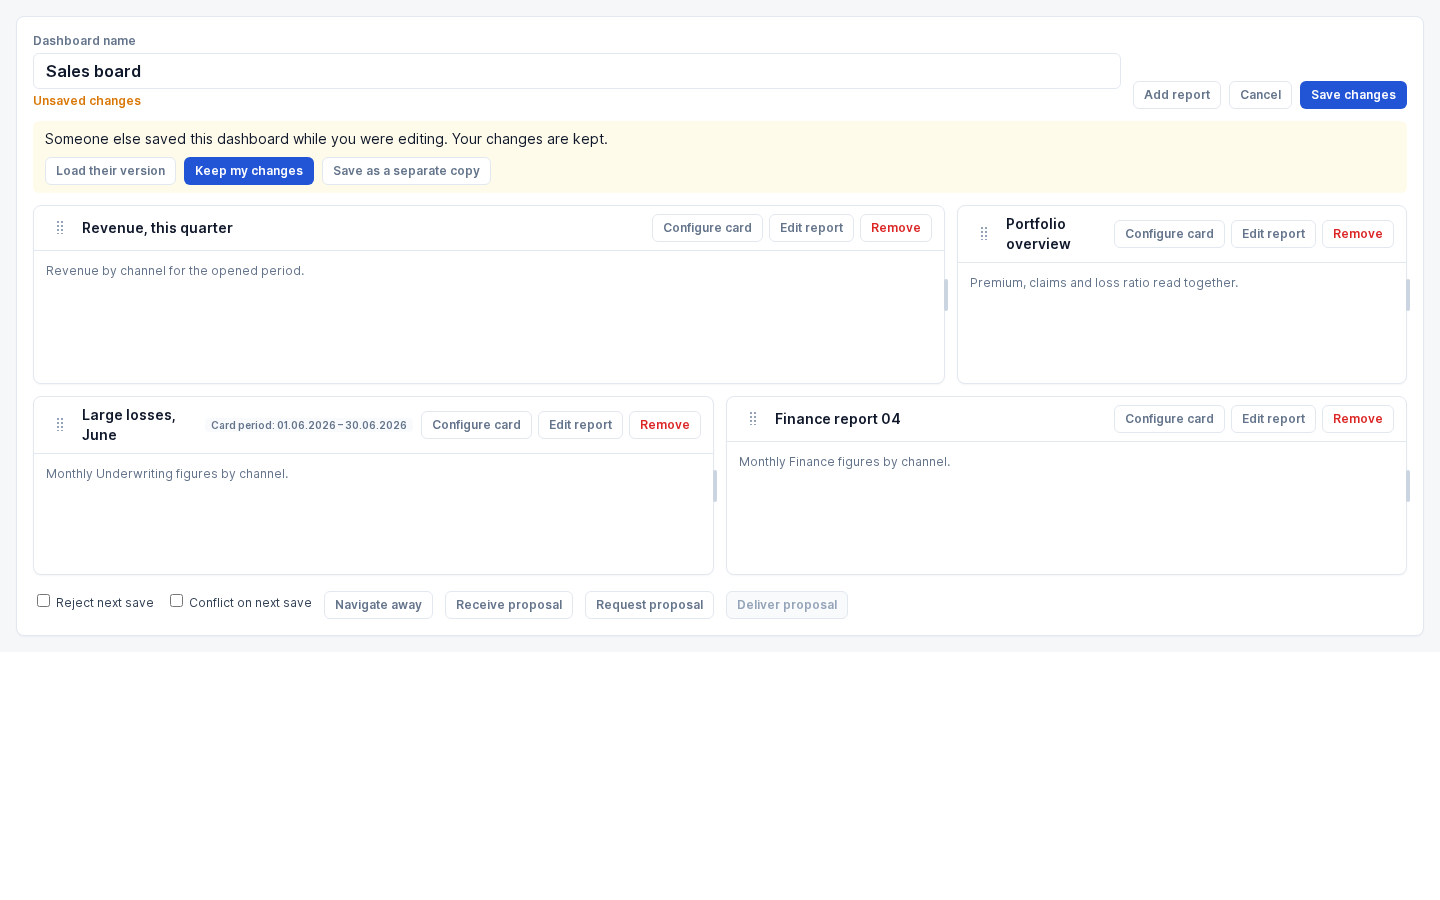 Dashboard name
Sales board
Unsaved changes
Add report
Cancel
Save changes
Someone else saved this dashboard while you were editing. Your changes are kept.
Load their version
Keep my changes
Save as a separate copy
Revenue, this quarter
Configure card
Edit report
Remove
Revenue by channel for the opened period.
Portfolio
overview
Configure card
Edit report
Remove
Premium, claims and loss ratio read together.
Large losses,
June
Card period: 01.06.2026 – 30.06.2026
Configure card
Edit report
Remove
Monthly Underwriting figures by channel.
Finance report 04
Configure card
Edit report
Remove
Monthly Finance figures by channel.
Reject next save
Conflict on next save
Navigate away
Receive proposal
Request proposal
Deliver proposal